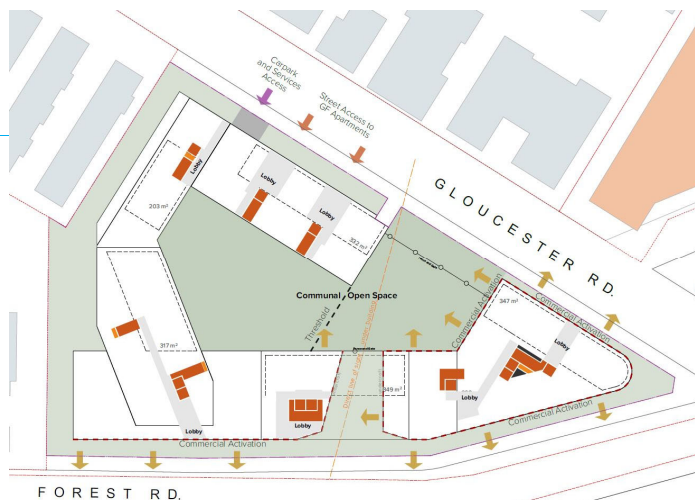 Carpark
and Services
Access
Street Access to
GF Apartments
GLOUCESTER RD.
Lobby
Lobby
Lobby
203 m²
322 m²
Communal Open Space
Threshold
Commercial Activation
Commercial Activation
347 m²
Lobby
317 m²
349 m²
Lobby
Lobby
Lobby
Commercial Activation
Commercial Activation
FOREST RD.